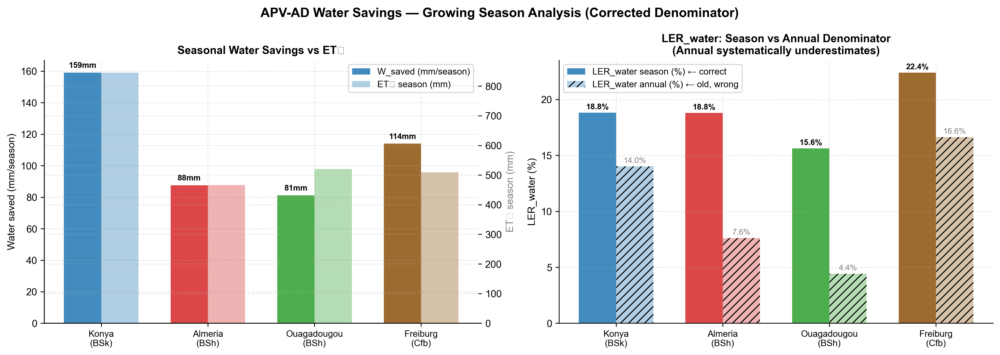 APV-AD Water Savings — Growing Season Analysis (Corrected Denominator)
Seasonal Water Savings vs ET□
W_saved (mm/season)
ET□ season (mm)
Water saved (mm/season)
160
140
120
100
80
60
40
20
0
159mm
88mm
81mm
114mm
800
700
600
500
400
300
200
100
0
ET□ season (mm)
Konya
(BSk)
Almeria
(BSh)
Ouagadougou
(BSh)
Freiburg
(Cfb)
LER_water: Season vs Annual Denominator
(Annual systematically underestimates)
LER_water season (%) ← correct
LER_water annual (%) ← old, wrong
LER_water (%)
20
15
10
5
0
18.8%
14.0%
18.8%
7.6%
15.6%
4.4%
22.4%
16.6%
Konya
(BSk)
Almeria
(BSh)
Ouagadougou
(BSh)
Freiburg
(Cfb)